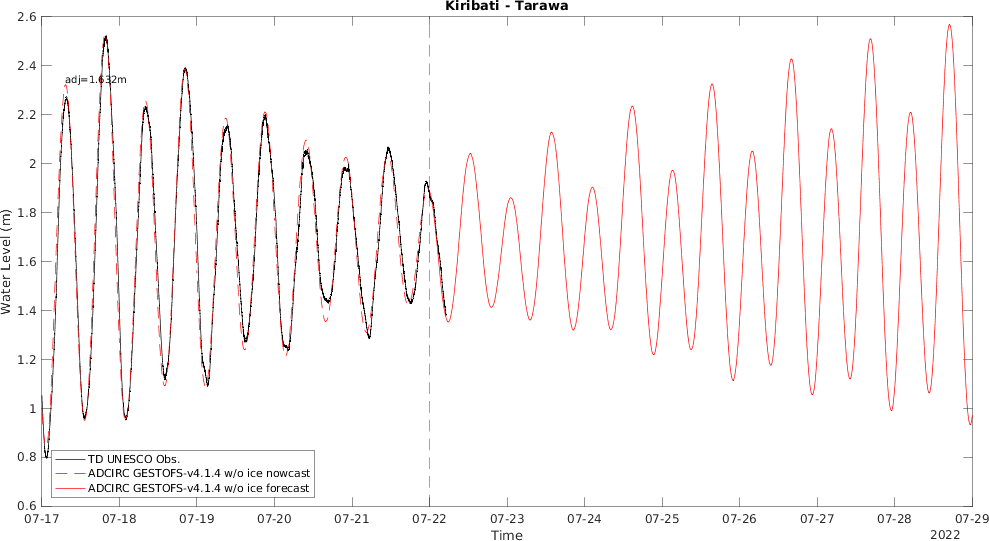 Kiribati - Tarawa
Water Level (m)
2.6
2.4
2.2
2
1.8
1.6
1.4
1.2
1
0.8
0.6
adj=1.632m
TD UNESCO Obs.
ADCIRC GESTOFS-v4.1.4 w/o ice nowcast
ADCIRC GESTOFS-v4.1.4 w/o ice forecast
07-17 07-18 07-19 07-20 07-21 07-22 07-23 07-24 07-25 07-26 07-27 07-28 07-29
Time
2022